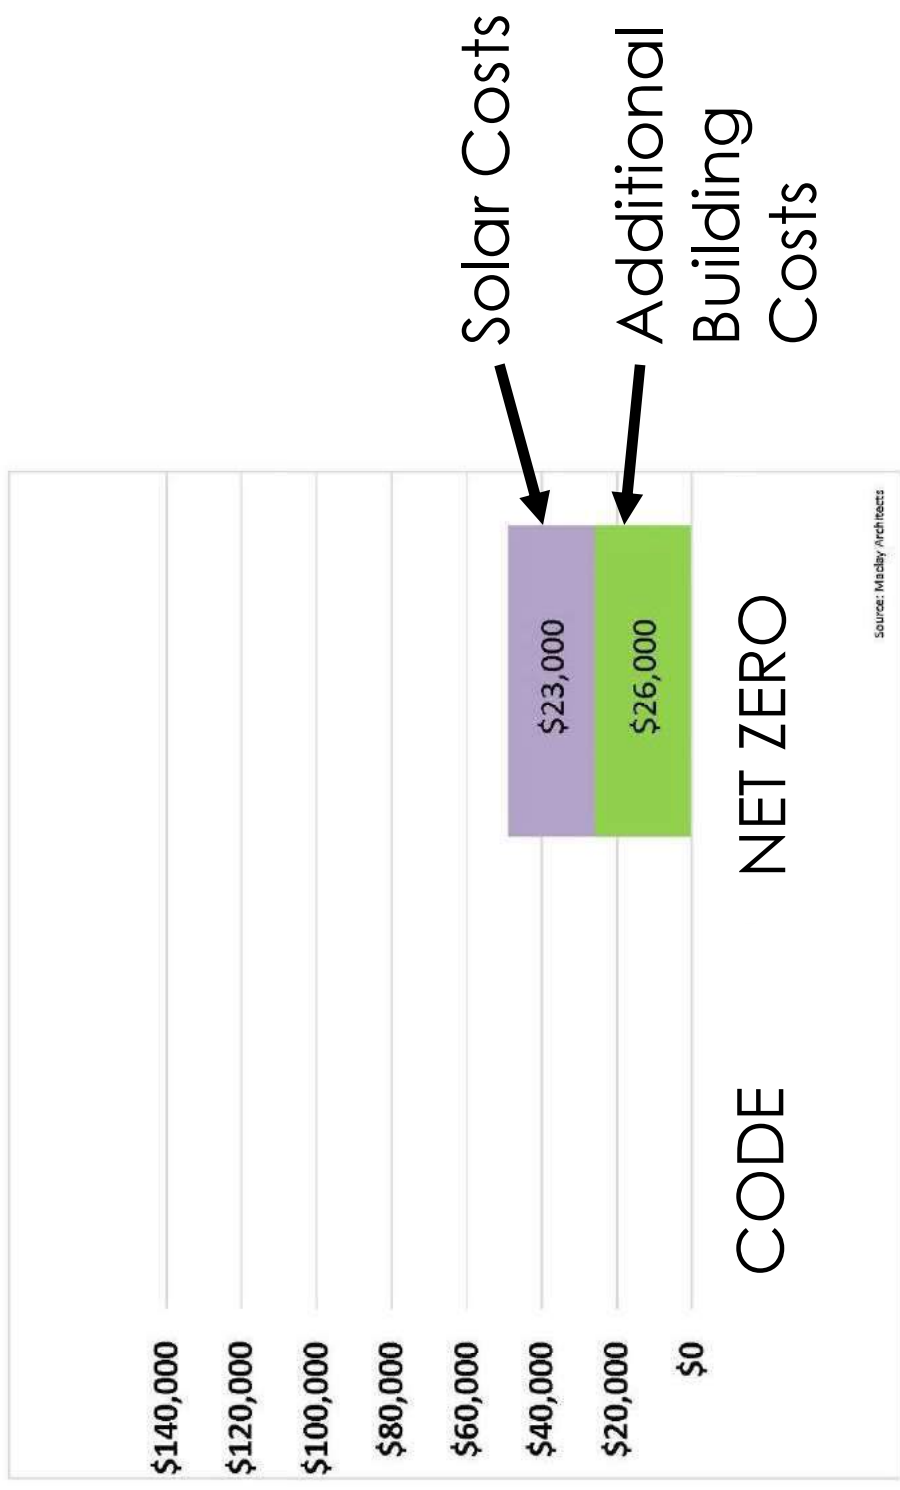 $140,000
$120,000
$100,000
$80,000
$60,000
$40,000
$20,000
$0
$23,000
$26,000
CODE
NET ZERO
Solar Costs
Additional
Building
Costs
Source: Maclay Architects